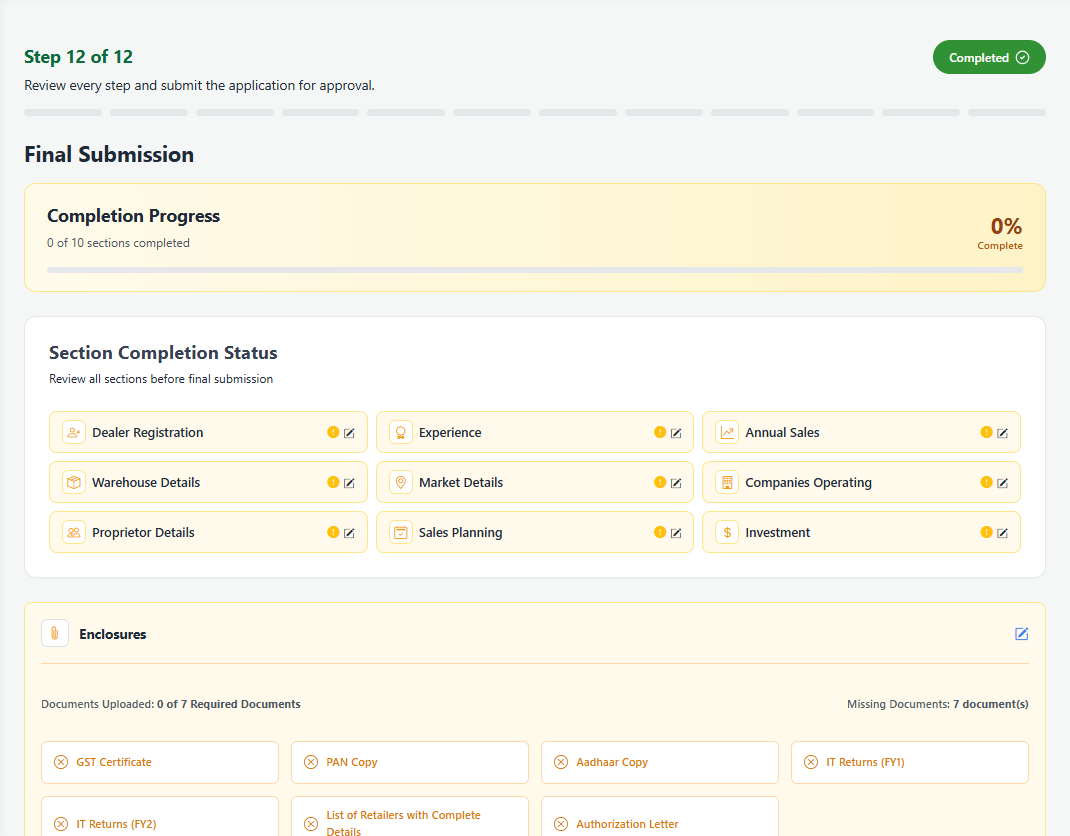 Step 12 of 12
Completed
Review every step and submit the application for approval.
Final Submission
Completion Progress
0 of 10 sections completed
0%
Complete
Section Completion Status
Review all sections before final submission
Dealer Registration
Experience
Annual Sales
Warehouse Details
Market Details
Companies Operating
Proprietor Details
Sales Planning
Investment
Enclosures
Documents Uploaded: 0 of 7 Required Documents
Missing Documents: 7 document(s)
GST Certificate
PAN Copy
Aadhaar Copy
IT Returns (FY1)
IT Returns (FY2)
List of Retailers with Complete
Details
Authorization Letter